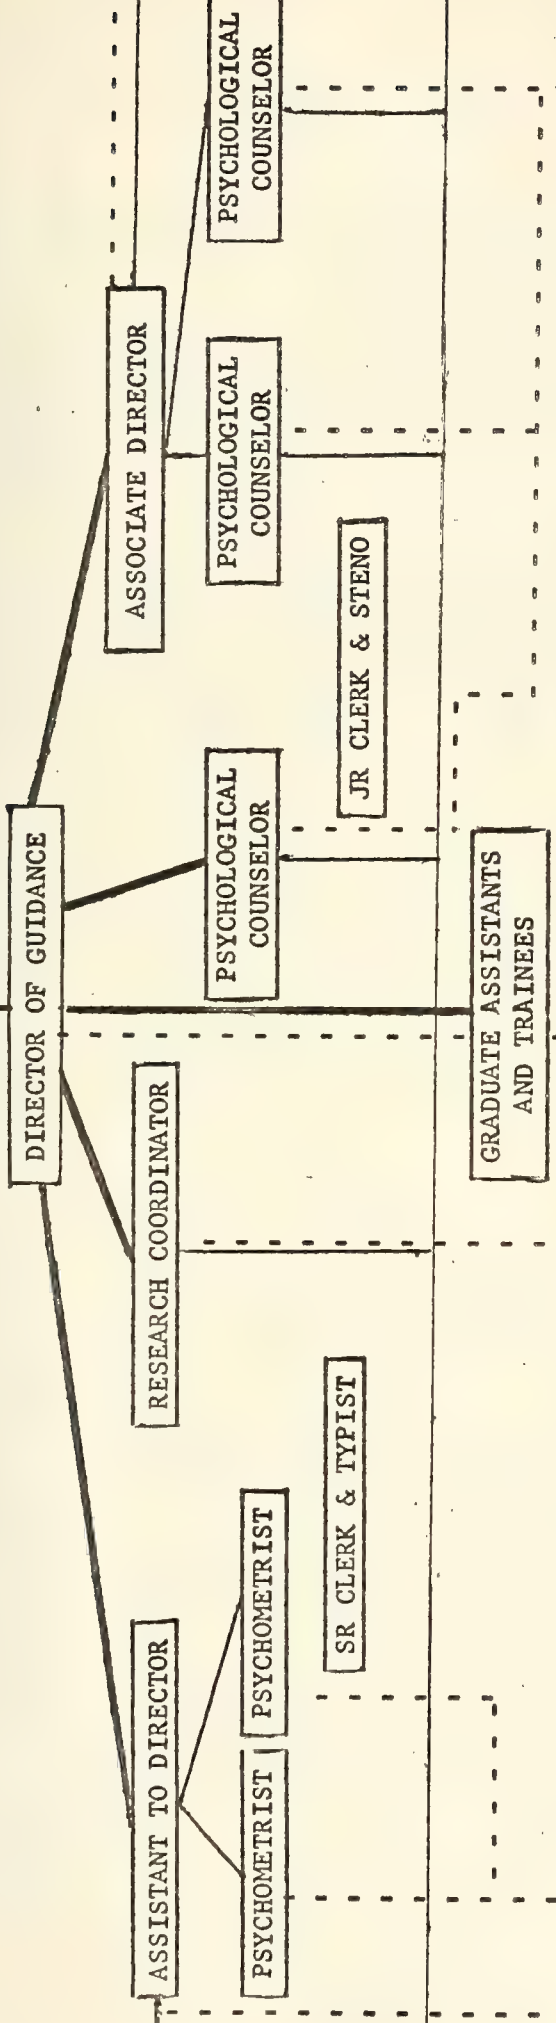 DIRECTOR OF GUIDANCE
ASSISTANT TO DIRECTOR
RESEARCH COORDINATOR
ASSOCIATE DIRECTOR
PSYCHOMETRIST
PSYCHOMETRIST
PSYCHOLOGICAL
COUNSELOR
PSYCHOLOGICAL
COUNSELOR
PSYCHOLOGICAL
COUNSELOR
SR CLERK & TYPIST
JR CLERK & STENO
GRADUATE ASSISTANTS
AND TRAINEES